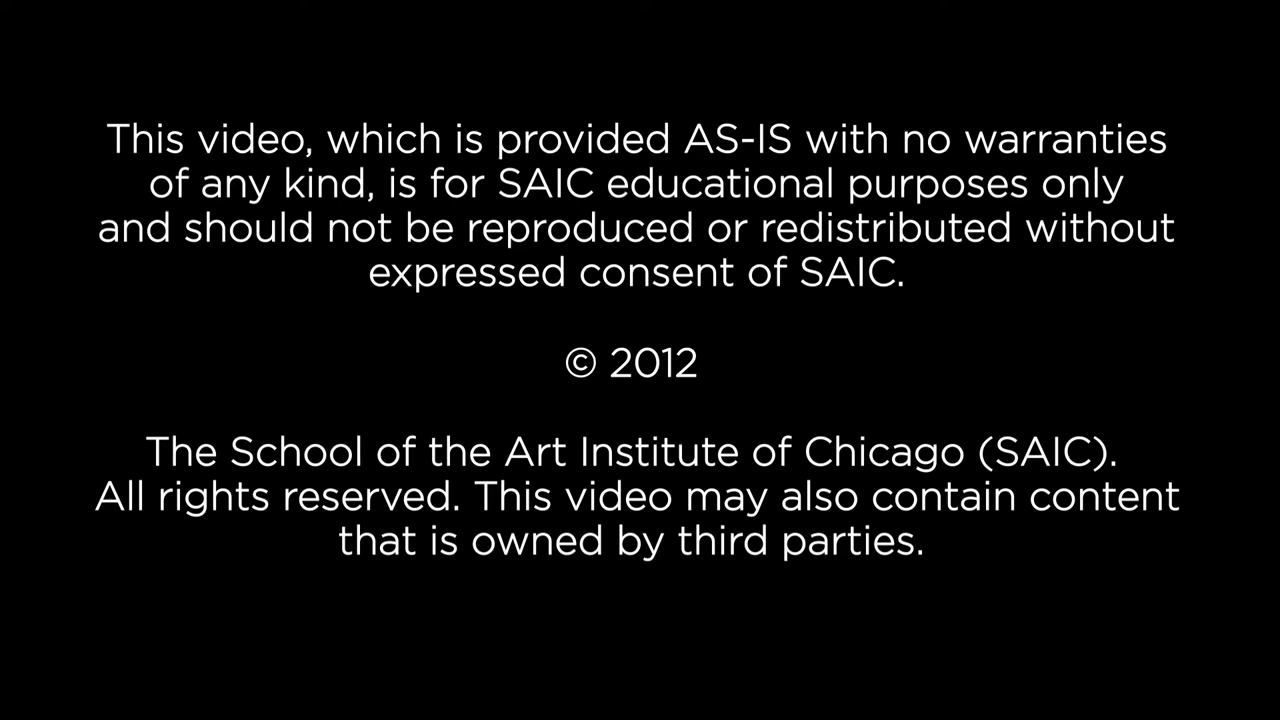 This video, which is provided AS-IS with no warranties
of any kind, is for SAIC educational purposes only
and should not be reproduced or redistributed without
expressed consent of SAIC.
© 2012
The School of the Art Institute of Chicago (SAIC).
All rights reserved. This video may also contain content
that is owned by third parties.